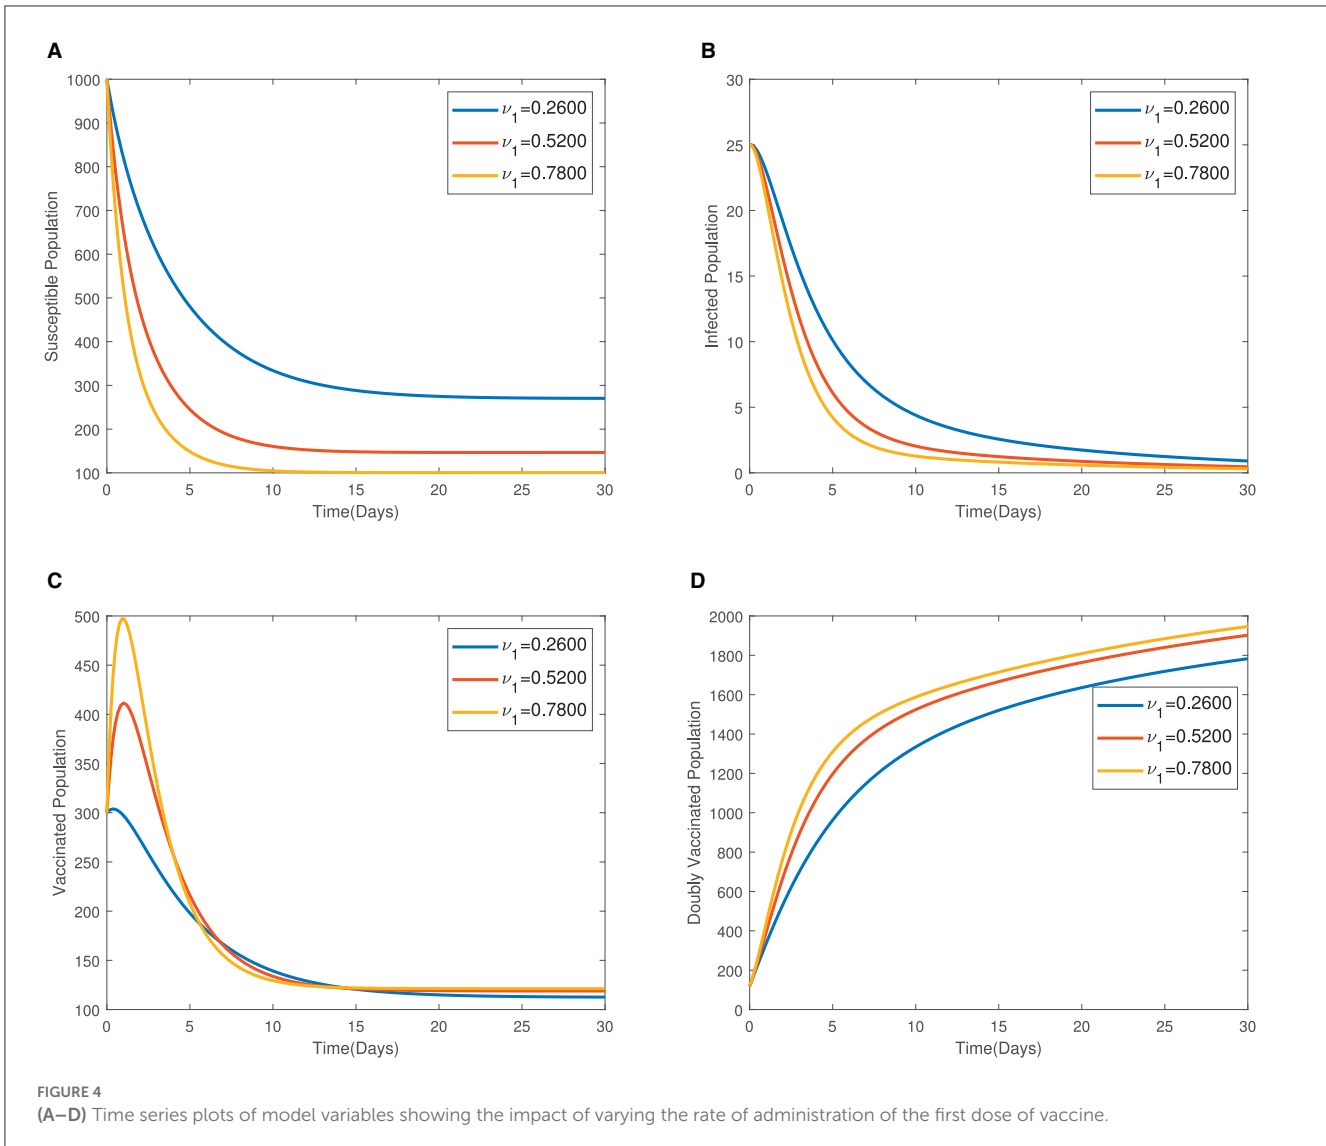 A
1000
900
800
700
600
500
400
300
200
100
0 5 10 15 20 25 30
Susceptible Population
Time(Days)
ν1=0.2600
ν1=0.5200
ν1=0.7800
B
30
25
20
15
10
5
0
0 5 10 15 20 25 30
Infected Population
Time(Days)
ν1=0.2600
ν1=0.5200
ν1=0.7800
C
500
450
400
350
300
250
200
150
100
0 5 10 15 20 25 30
Vaccinated Population
Time(Days)
ν1=0.2600
ν1=0.5200
ν1=0.7800
D
2000
1800
1600
1400
1200
1000
800
600
400
200
0
0 5 10 15 20 25 30
Doubly Vaccinated Population
Time(Days)
ν1=0.2600
ν1=0.5200
ν1=0.7800
FIGURE 4
(A–D) Time series plots of model variables showing the impact of varying the rate of administration of the first dose of vaccine.